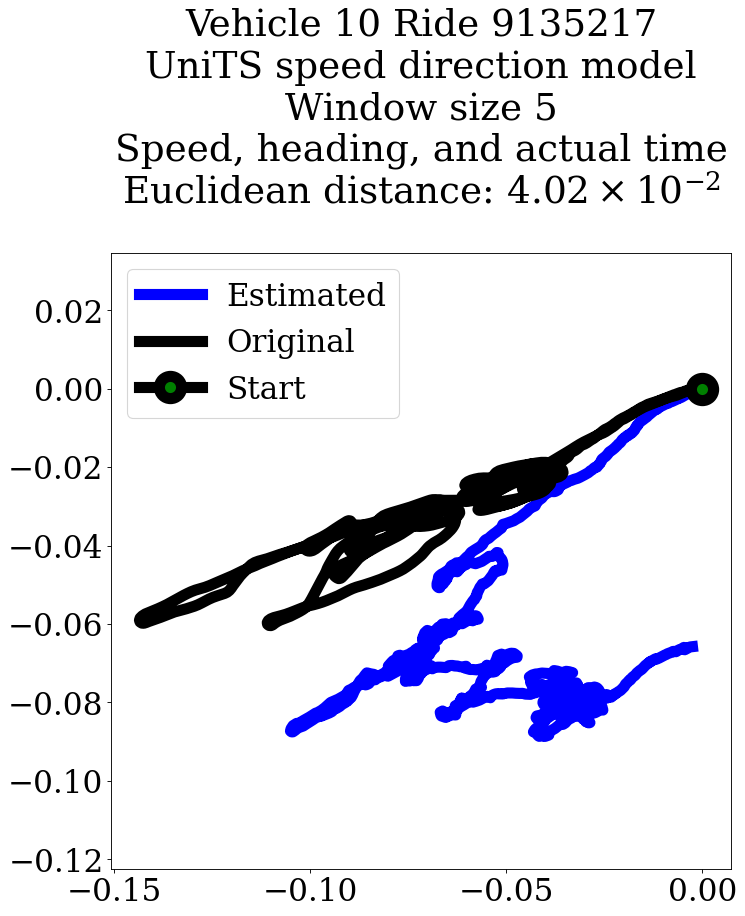 Vehicle 10 Ride 9135217
UniTS speed direction model
Window size 5
Speed, heading, and actual time
Euclidean distance: 4.02 × 10⁻²
Estimated
Original
Start
0.02
0.00
−0.02
−0.04
−0.06
−0.08
−0.10
−0.12
−0.15 −0.10 −0.05 0.00